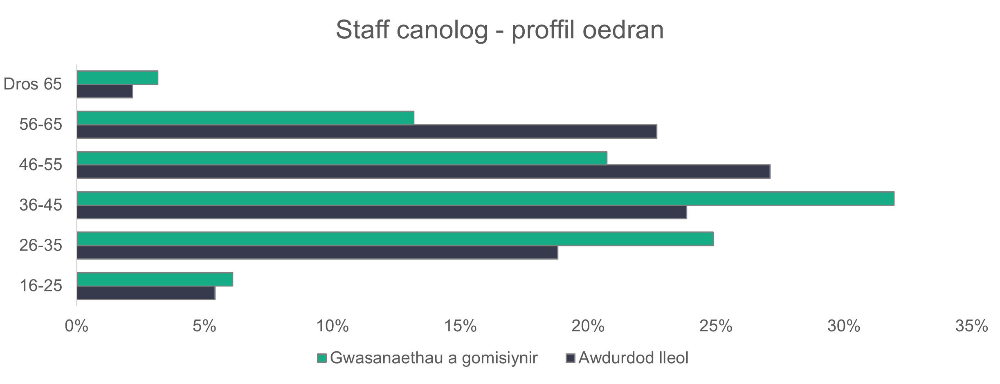 Staff canolog - proffil oedran
Dros 65
56-65
46-55
36-45
26-35
16-25
0% 5% 10% 15% 20% 25% 30% 35%
Gwasanaethau a gomisiynir Awdurdod lleol